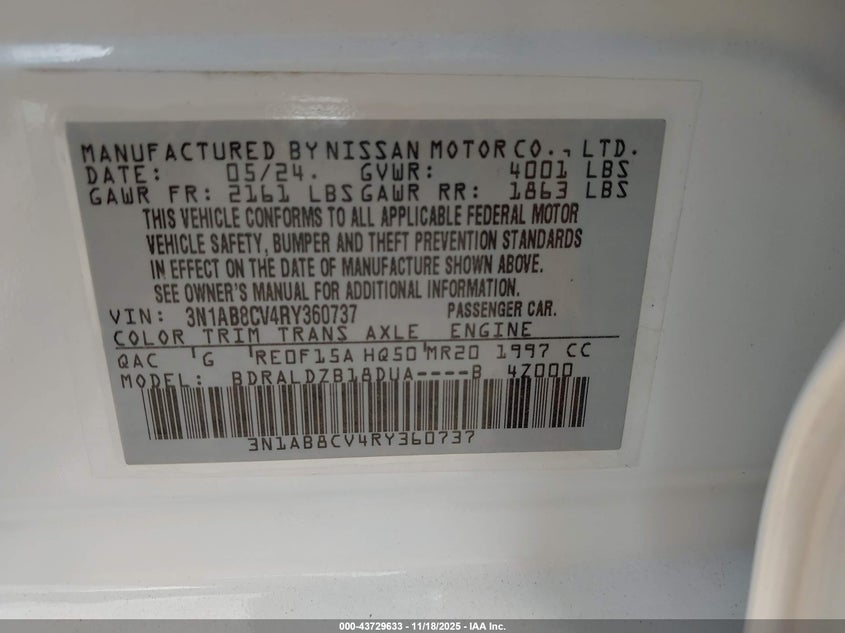 MANUFACTURED BY NISSAN MOTOR CO., LTD.
DATE: 05/24. GVWR: 4001 LBS
GAWR FR: 2161 LBS GAWR RR: 1863 LBS
THIS VEHICLE CONFORMS TO ALL APPLICABLE FEDERAL MOTOR
VEHICLE SAFETY, BUMPER AND THEFT PREVENTION STANDARDS
IN EFFECT ON THE DATE OF MANUFACTURE SHOWN ABOVE.
SEE OWNER'S MANUAL FOR ADDITIONAL INFORMATION.
VIN: 3N1AB8CV4RY360737 PASSENGER CAR.
COLOR TRIM TRANS AXLE ENGINE
QAC G RE0F15A HQ50 MR20 1997 CC
MODEL: BDRALDZB18DUA----B 4Z000
3N1AB8CV4RY360737
000-43729633 - 11/18/2025 - IAA Inc.